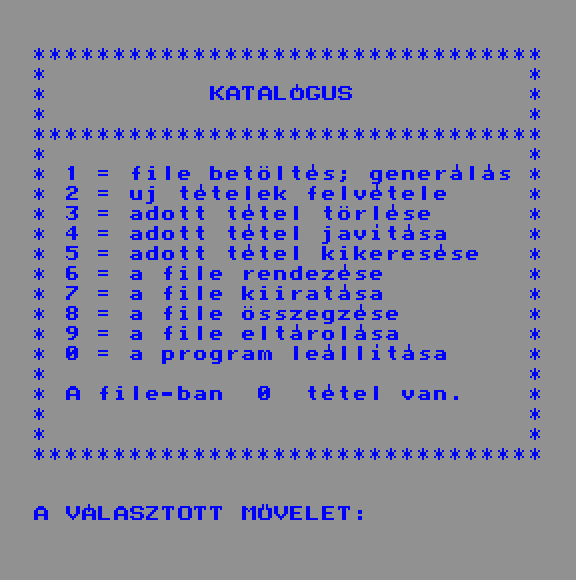 ********************************
*                              *
*          KATALÓGUS           *
*                              *
********************************
*                              *
* 1 = file betöltés; generálás *
* 2 = uj tételek felvétele     *
* 3 = adott tétel törlése      *
* 4 = adott tétel javitása     *
* 5 = adott tétel kikeresése   *
* 6 = a file rendezése         *
* 7 = a file kiiratása         *
* 8 = a file összegzése        *
* 9 = a file eltárolása        *
* 0 = a program leállitása     *
*                              *
* A file-ban  0  tétel van.    *
*                              *
*                              *
********************************
A VÁLASZTOTT MÖVELET: